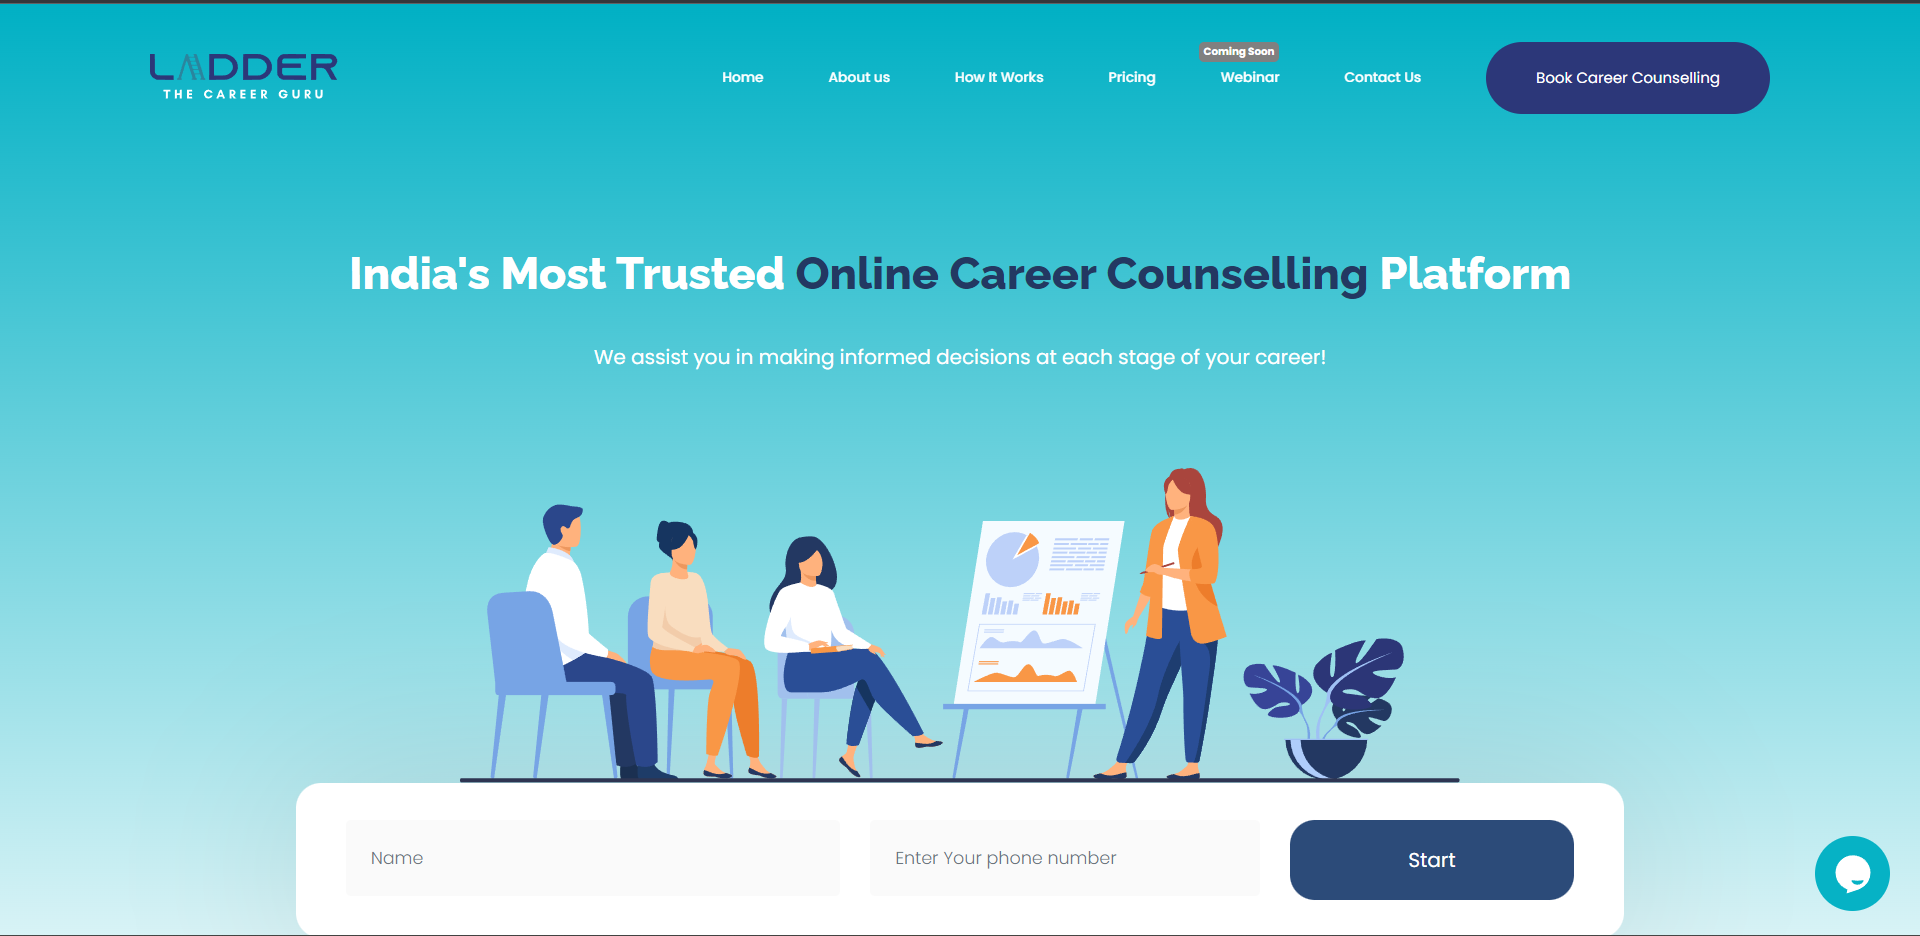 LADDER
THE CAREER GURU
Home
About us
How It Works
Pricing
Coming Soon
Webinar
Contact Us
Book Career Counselling
India's Most Trusted Online Career Counselling Platform
We assist you in making informed decisions at each stage of your career!
Name
Enter Your phone number
Start